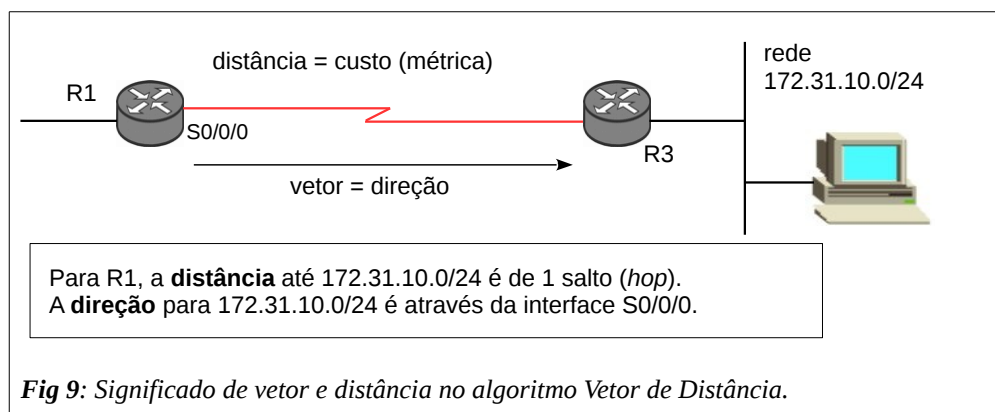 distância = custo (métrica)
rede
172.31.10.0/24
R1
S0/0/0
R3
vetor = direção
Para R1, a distância até 172.31.10.0/24 é de 1 salto (hop).
A direção para 172.31.10.0/24 é através da interface S0/0/0.
Fig 9: Significado de vetor e distância no algoritmo Vetor de Distância.